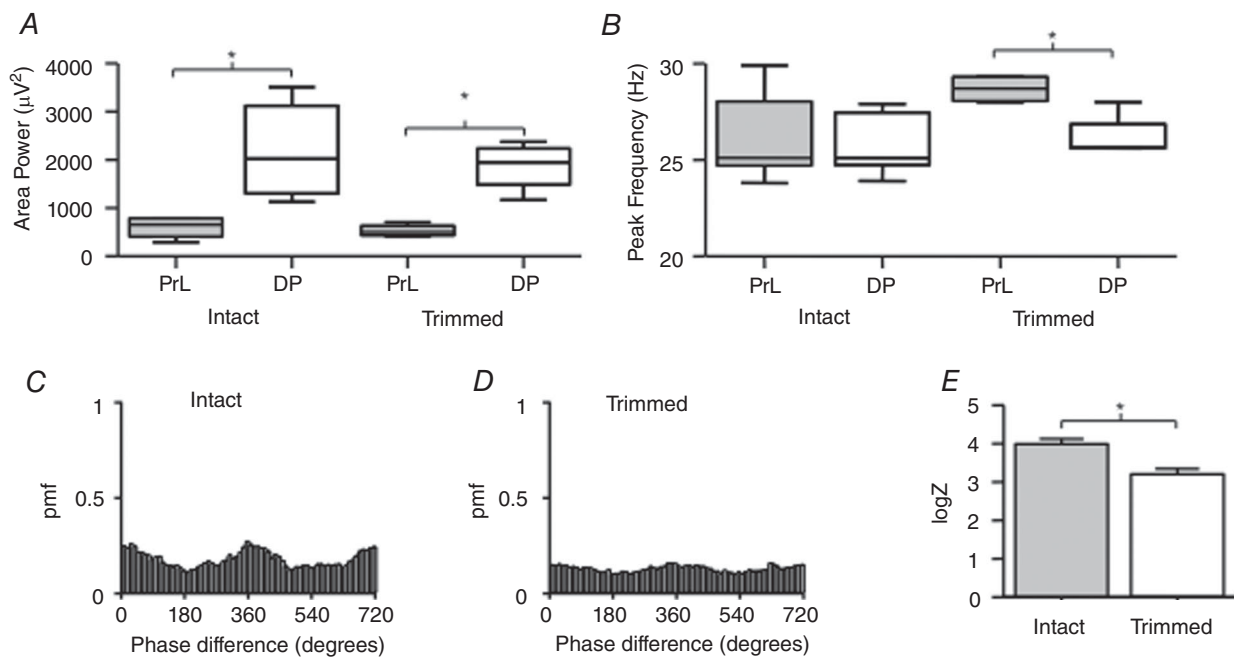 A
Area Power (μV²)
4000
3000
2000
1000
0
*
*
PrL
DP
PrL
DP
Intact
Trimmed
B
Peak Frequency (Hz)
30
25
20
*
PrL
DP
PrL
DP
Intact
Trimmed
C
Intact
pmf
1
0.5
0
0
180
360
540
720
Phase difference (degrees)
D
Trimmed
pmf
1
0.5
0
0
180
360
540
720
Phase difference (degrees)
E
logZ
5
4
3
2
1
0
*
Intact
Trimmed